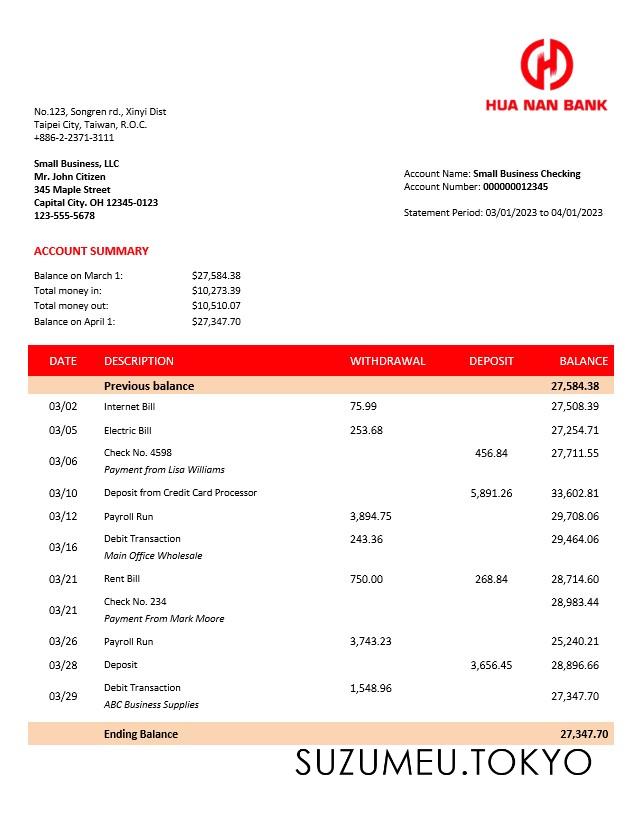 HUA NAN BANK
No.123, Songren rd., Xinyi Dist
Taipei City, Taiwan, R.O.C.
+886-2-2371-3111
Small Business, LLC
Mr. John Citizen
345 Maple Street
Capital City. OH 12345-0123
123-555-5678
Account Name: Small Business Checking
Account Number: 000000012345
Statement Period: 03/01/2023 to 04/01/2023
ACCOUNT SUMMARY
Balance on March 1: $27,584.38
Total money in: $10,273.39
Total money out: $10,510.07
Balance on April 1: $27,347.70
DATE DESCRIPTION WITHDRAWAL DEPOSIT BALANCE
Previous balance 27,584.38
03/02 Internet Bill 75.99 27,508.39
03/05 Electric Bill 253.68 27,254.71
03/06 Check No. 4598 456.84 27,711.55
Payment from Lisa Williams
03/10 Deposit from Credit Card Processor 5,891.26 33,602.81
03/12 Payroll Run 3,894.75 29,708.06
03/16 Debit Transaction 243.36 29,464.06
Main Office Wholesale
03/21 Rent Bill 750.00 268.84 28,714.60
03/21 Check No. 234 28,983.44
Payment From Mark Moore
03/26 Payroll Run 3,743.23 25,240.21
03/28 Deposit 3,656.45 28,896.66
03/29 Debit Transaction 1,548.96 27,347.70
ABC Business Supplies
Ending Balance 27,347.70
SUZUMEU.TOKYO